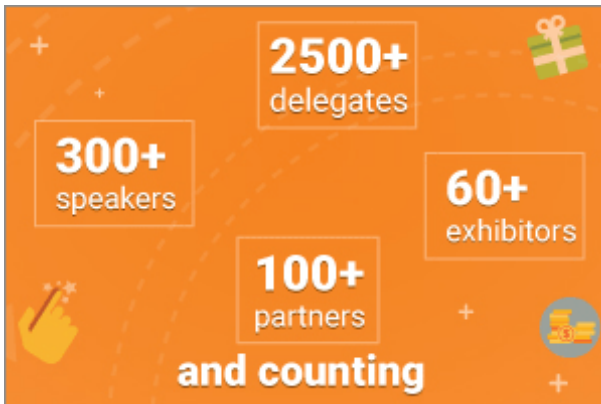 2500+
delegates
300+
speakers
60+
exhibitors
100+
partners
and counting